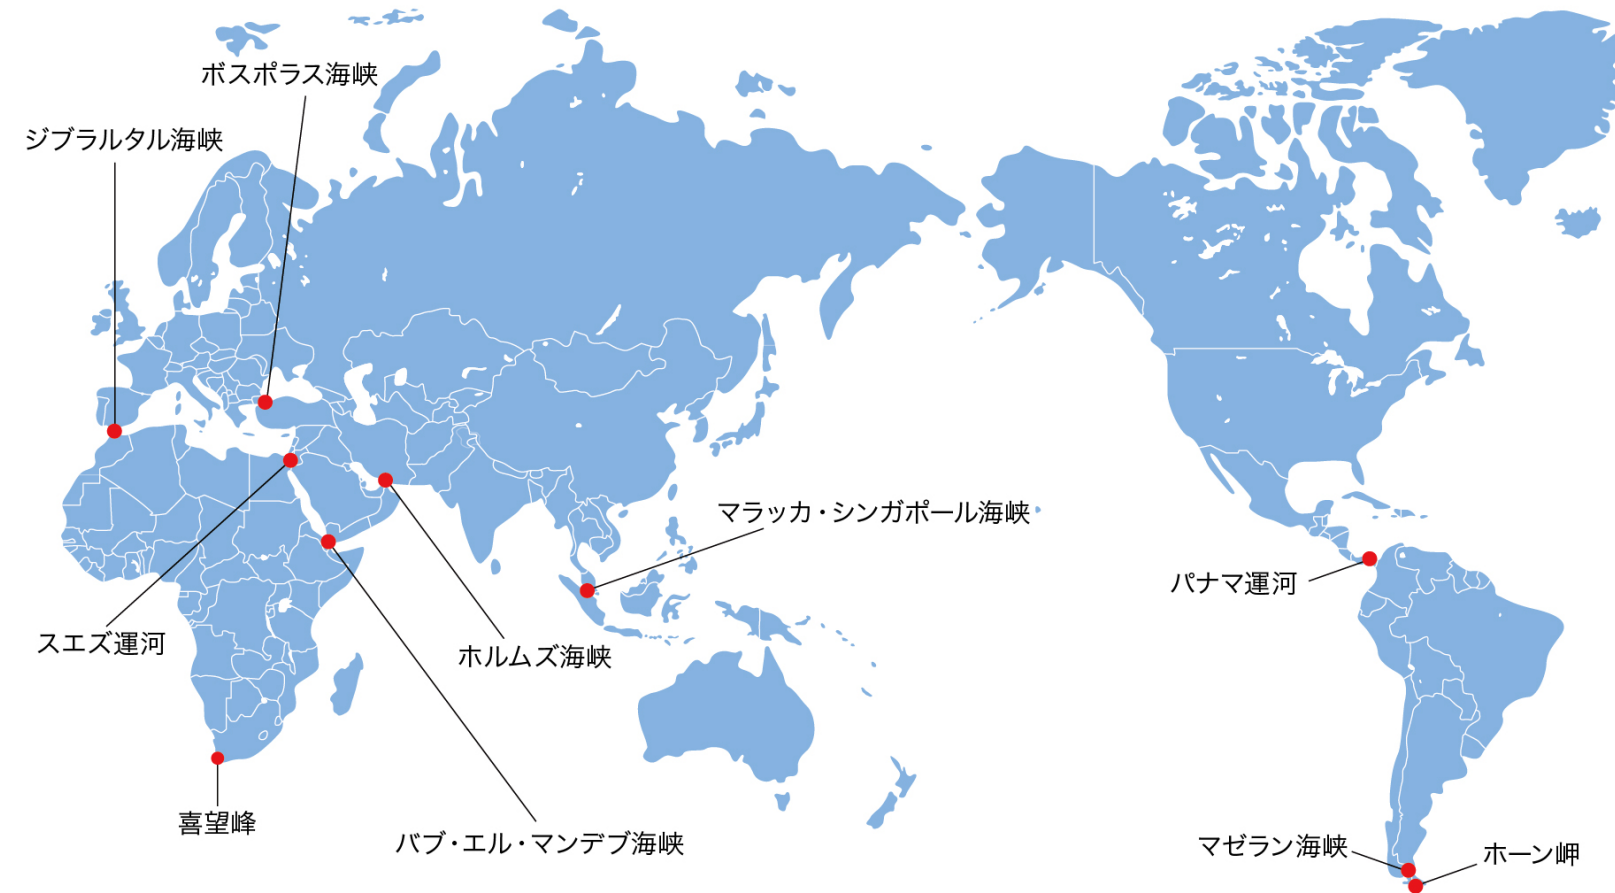 ボスポラス海峡
ジブラルタル海峡
マラッカ・シンガポール海峡
パナマ運河
スエズ運河
ホルムズ海峡
喜望峰
バブ・エル・マンデブ海峡
マゼラン海峡
ホーン岬